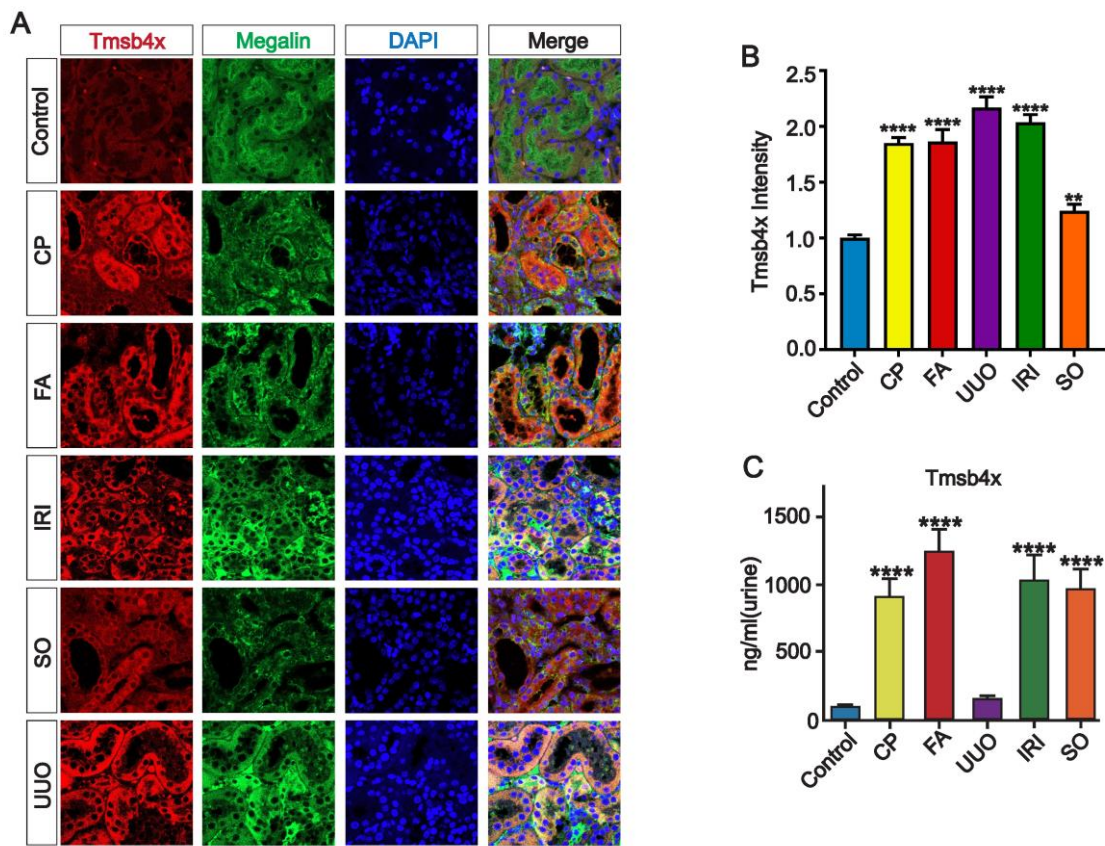 A
Tmsb4x Megalin DAPI Merge
Control
CP
FA
IRI
SO
UUO
B
Tmsb4x Intensity
2.5
2.0
1.5
1.0
0.5
0.0
**** **** **** **** **
Control CP FA UUO IRI SO
C
Tmsb4x
ng/ml(urine)
1500
1000
500
0
**** **** **** ****
Control CP FA UUO IRI SO